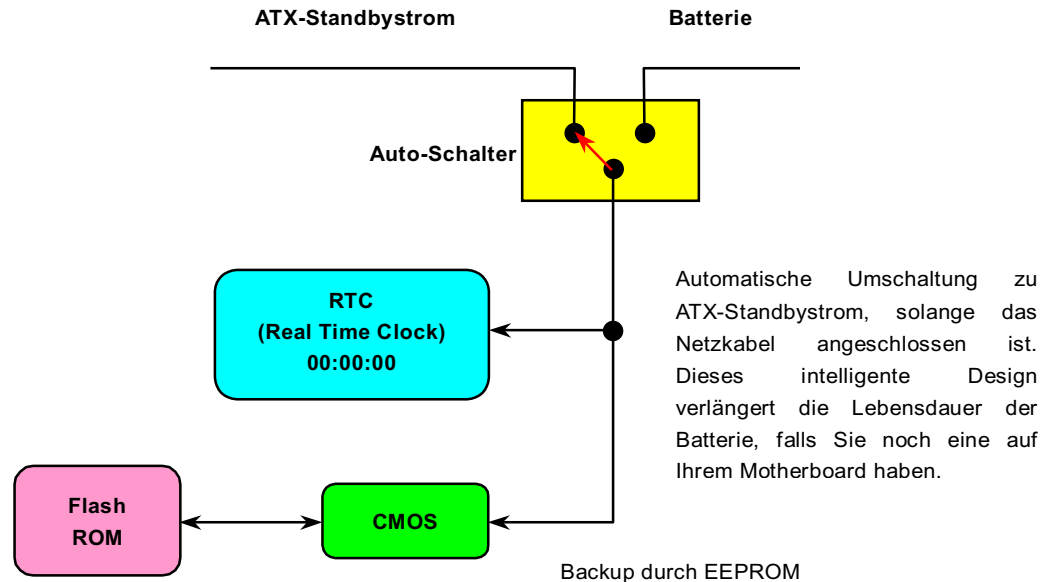 ATX-Standbystrom
Batterie
Auto-Schalter
RTC
(Real Time Clock)
00:00:00
Automatische Umschaltung zu
ATX-Standbystrom, solange das
Netzkabel angeschlossen ist.
Dieses intelligente Design
verlängert die Lebensdauer der
Batterie, falls Sie noch eine auf
Ihrem Motherboard haben.
Flash
ROM
CMOS
Backup durch EEPROM